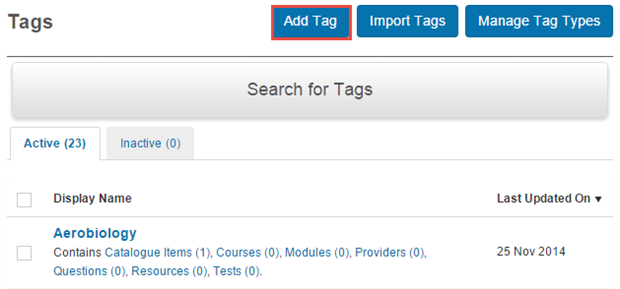 Tags
Add Tag
Import Tags
Manage Tag Types
Search for Tags
Active (23)
Inactive (0)
Display Name
Last Updated On ▼
Aerobiology
Contains Catalogue Items (1), Courses (0), Modules (0), Providers (0),
Questions (0), Resources (0), Tests (0).
25 Nov 2014